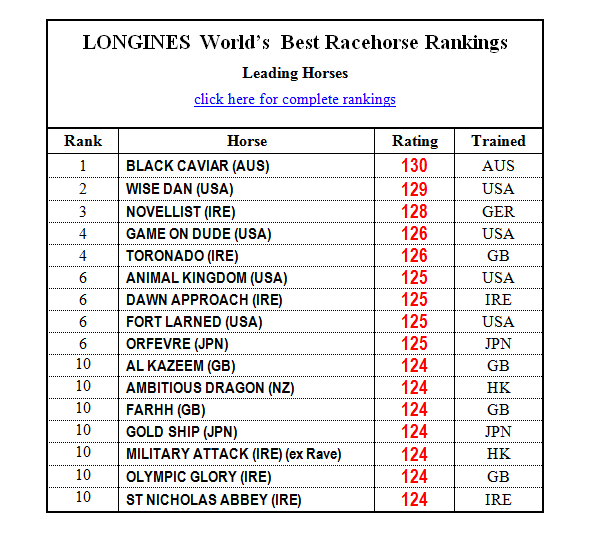 LONGINES World's Best Racehorse Rankings
Leading Horses
click here for complete rankings
Rank Horse Rating Trained
1 BLACK CAVIAR (AUS) 130 AUS
2 WISE DAN (USA) 129 USA
3 NOVELLIST (IRE) 128 GER
4 GAME ON DUDE (USA) 126 USA
4 TORONADO (IRE) 126 GB
6 ANIMAL KINGDOM (USA) 125 USA
6 DAWN APPROACH (IRE) 125 IRE
6 FORT LARNED (USA) 125 USA
6 ORFEVRE (JPN) 125 JPN
10 AL KAZEEM (GB) 124 GB
10 AMBITIOUS DRAGON (NZ) 124 HK
10 FARHH (GB) 124 GB
10 GOLD SHIP (JPN) 124 JPN
10 MILITARY ATTACK (IRE) (ex Rave) 124 HK
10 OLYMPIC GLORY (IRE) 124 GB
10 ST NICHOLAS ABBEY (IRE) 124 IRE